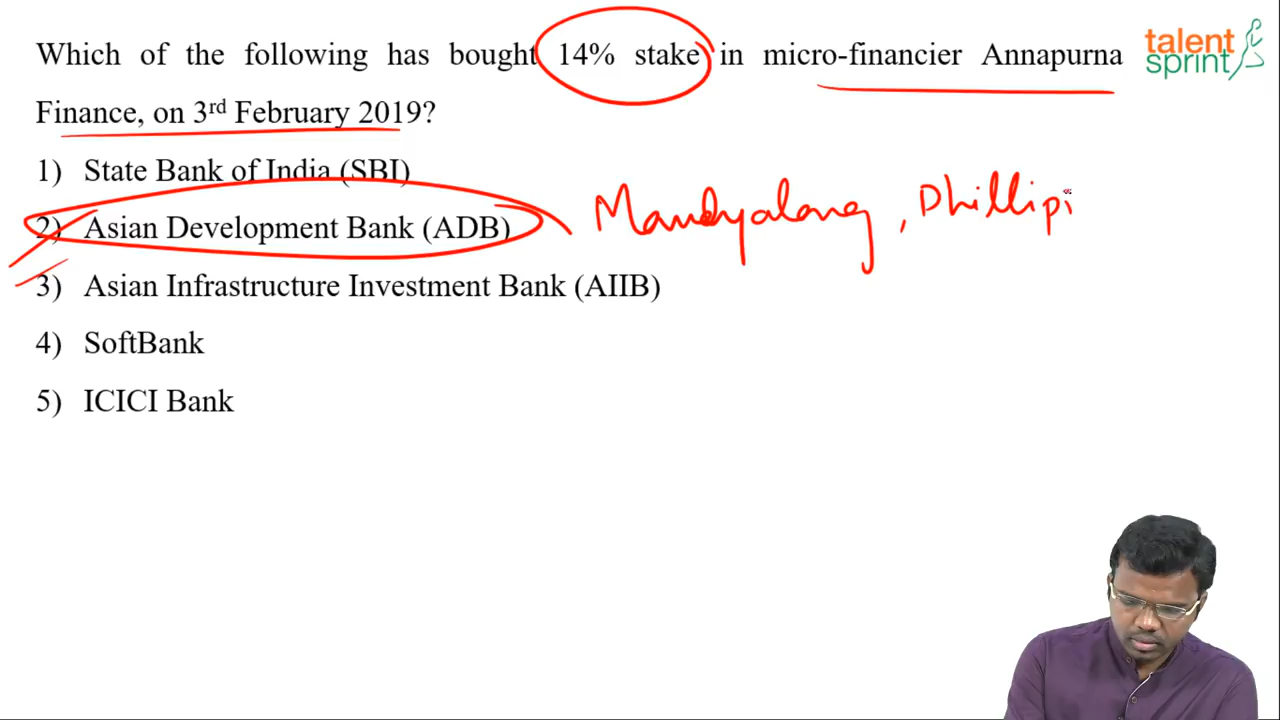 Which of the following has bought 14% stake in micro-financier Annapurna
Finance, on 3rd February 2019?
talent
sprint
1) State Bank of India (SBI)
2) Asian Development Bank (ADB)
Mandyalong, Phillipi
3) Asian Infrastructure Investment Bank (AIIB)
4) SoftBank
5) ICICI Bank